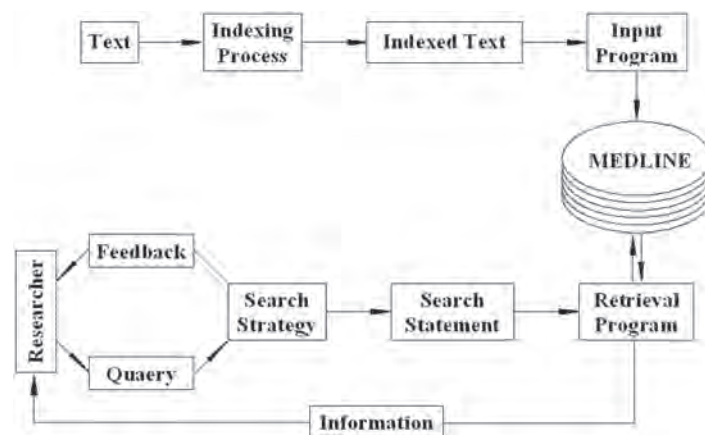 Text
Indexing
Process
Indexed Text
Input
Program
MEDLINE
Feedback
Researcher
Search
Strategy
Search
Statement
Retrieval
Program
Quaery
Information